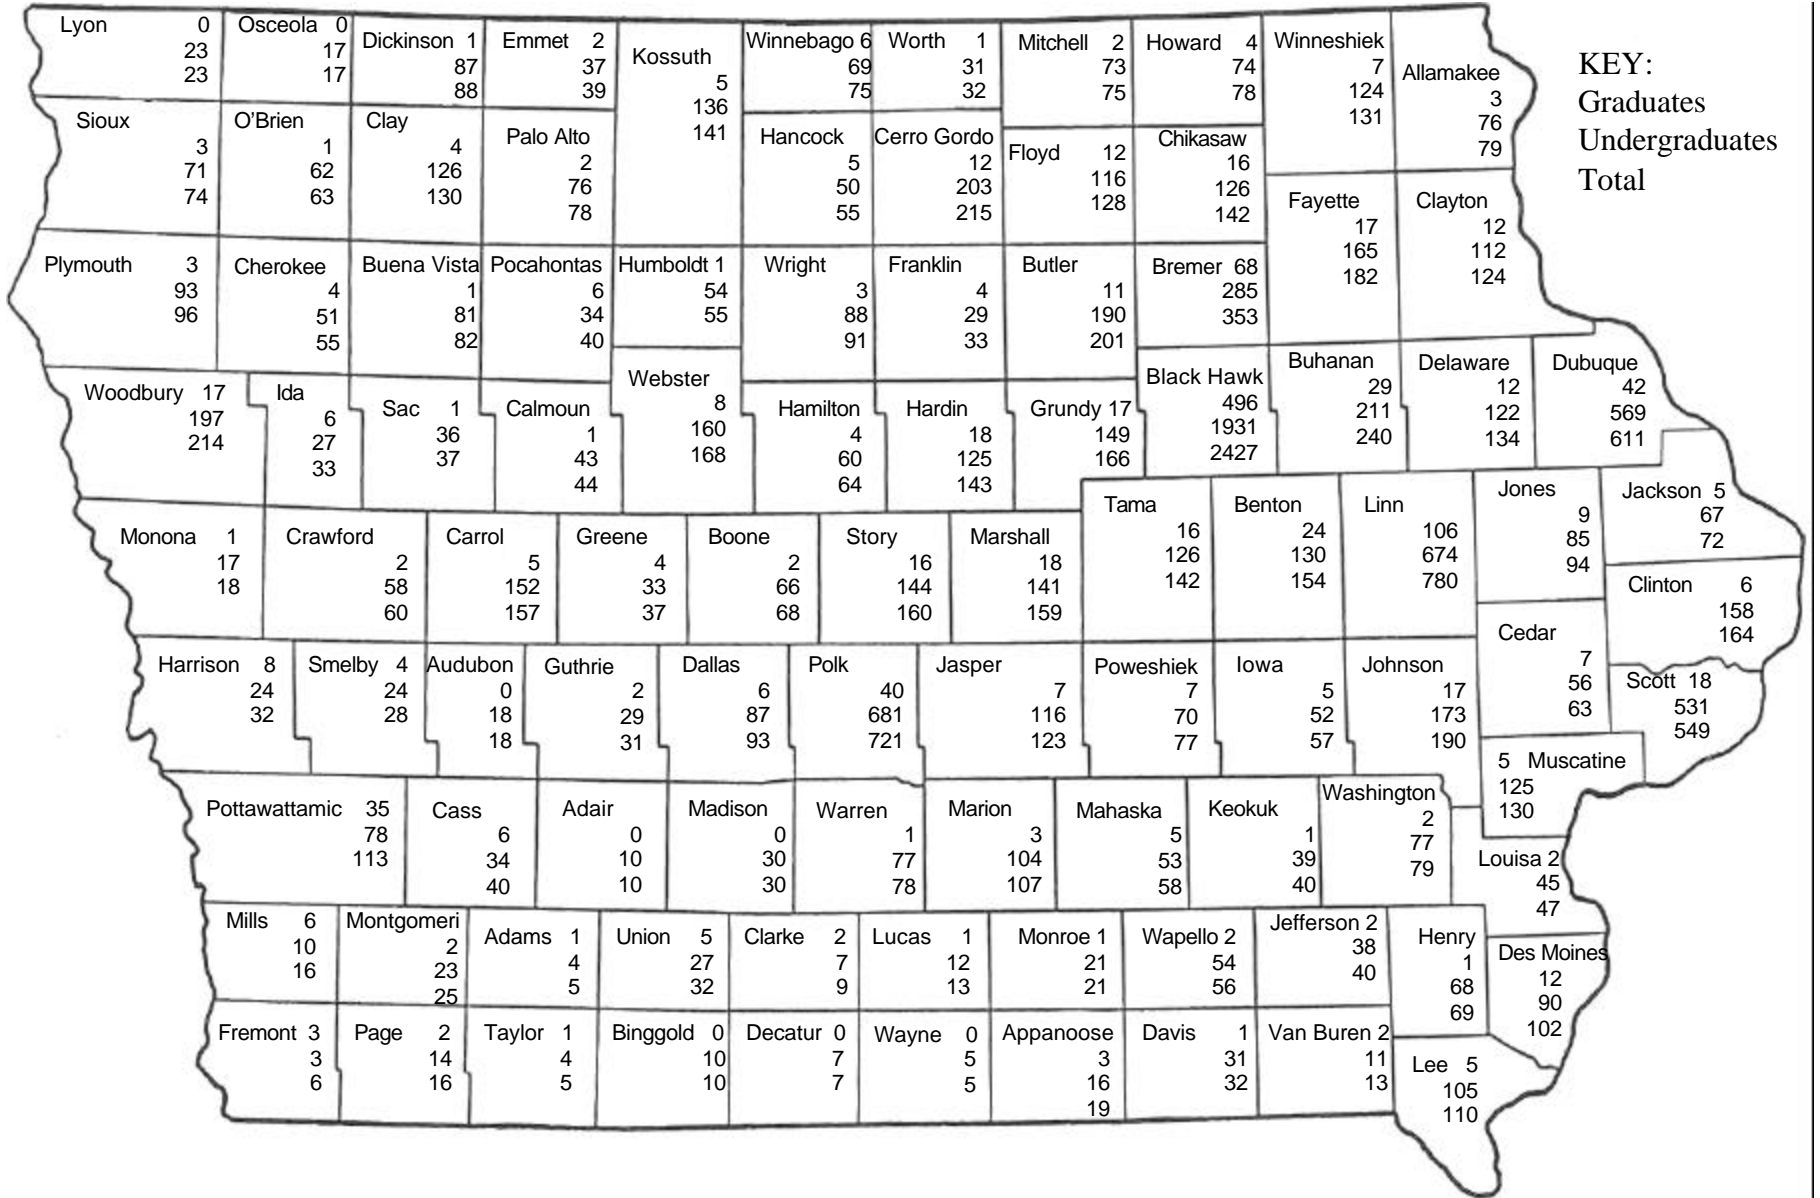 Lyon 0
23
23
Osceola 0
17
17
Dickinson 1
87
88
Emmet 2
37
39
Kossuth
5
136
141
Winnebago 6
69
75
Worth 1
31
32
Mitchell 2
73
75
Howard 4
74
78
Winneshiek
7
124
131
Allamakee
3
76
79
KEY:
Graduates
Undergraduates
Total
Sioux
3
71
74
O'Brien
1
62
63
Clay
4
126
130
Palo Alto
2
76
78
Hancock
5
50
55
Cerro Gordo
12
203
215
Floyd 12
116
128
Chikasaw
16
126
142
Fayette
17
165
182
Clayton
12
112
124
Plymouth 3
93
96
Cherokee
4
51
55
Buena Vista
1
81
82
Pocahontas
6
34
40
Humboldt 1
54
55
Wright
3
88
91
Franklin
4
29
33
Butler
11
190
201
Bremer 68
285
353
Woodbury 17
197
214
Ida
6
27
33
Sac 1
36
37
Calmoun
1
43
44
Webster
8
160
168
Hamilton
4
60
64
Hardin
18
125
143
Grundy 17
149
166
Black Hawk
496
1931
2427
Buhanan
29
211
240
Delaware
12
122
134
Dubuque
42
569
611
Monona 1
17
18
Crawford
2
58
60
Carrol
5
152
157
Greene
4
33
37
Boone
2
66
68
Story
16
144
160
Marshall
18
141
159
Tama
16
126
142
Benton
24
130
154
Linn
106
674
780
Jones
9
85
94
Jackson 5
67
72
Clinton 6
158
164
Cedar
7
56
63
Harrison 8
24
32
Smelby 4
24
28
Audubon
0
18
18
Guthrie
2
29
31
Dallas
6
87
93
Polk
40
681
721
Jasper
7
116
123
Poweshiek
7
70
77
Iowa
5
52
57
Johnson
17
173
190
Scott 18
531
549
5 Muscatine
125
130
Pottawattamic 35
78
113
Cass
6
34
40
Adair
0
10
10
Madison
0
30
30
Warren
1
77
78
Marion
3
104
107
Mahaska
5
53
58
Keokuk
1
39
40
Washington
2
77
79
Louisa 2
45
47
Mills 6
10
16
Montgomeri
2
23
25
Adams 1
4
5
Union 5
27
32
Clarke 2
7
9
Lucas 1
12
13
Monroe 1
21
21
Wapello 2
54
56
Jefferson 2
38
40
Henry
1
68
69
Des Moines
12
90
102
Fremont 3
3
6
Page 2
14
16
Taylor 1
4
5
Binggold 0
10
10
Decatur 0
7
7
Wayne 0
5
5
Appanoose
3
16
19
Davis 1
31
32
Van Buren 2
11
13
Lee 5
105
110